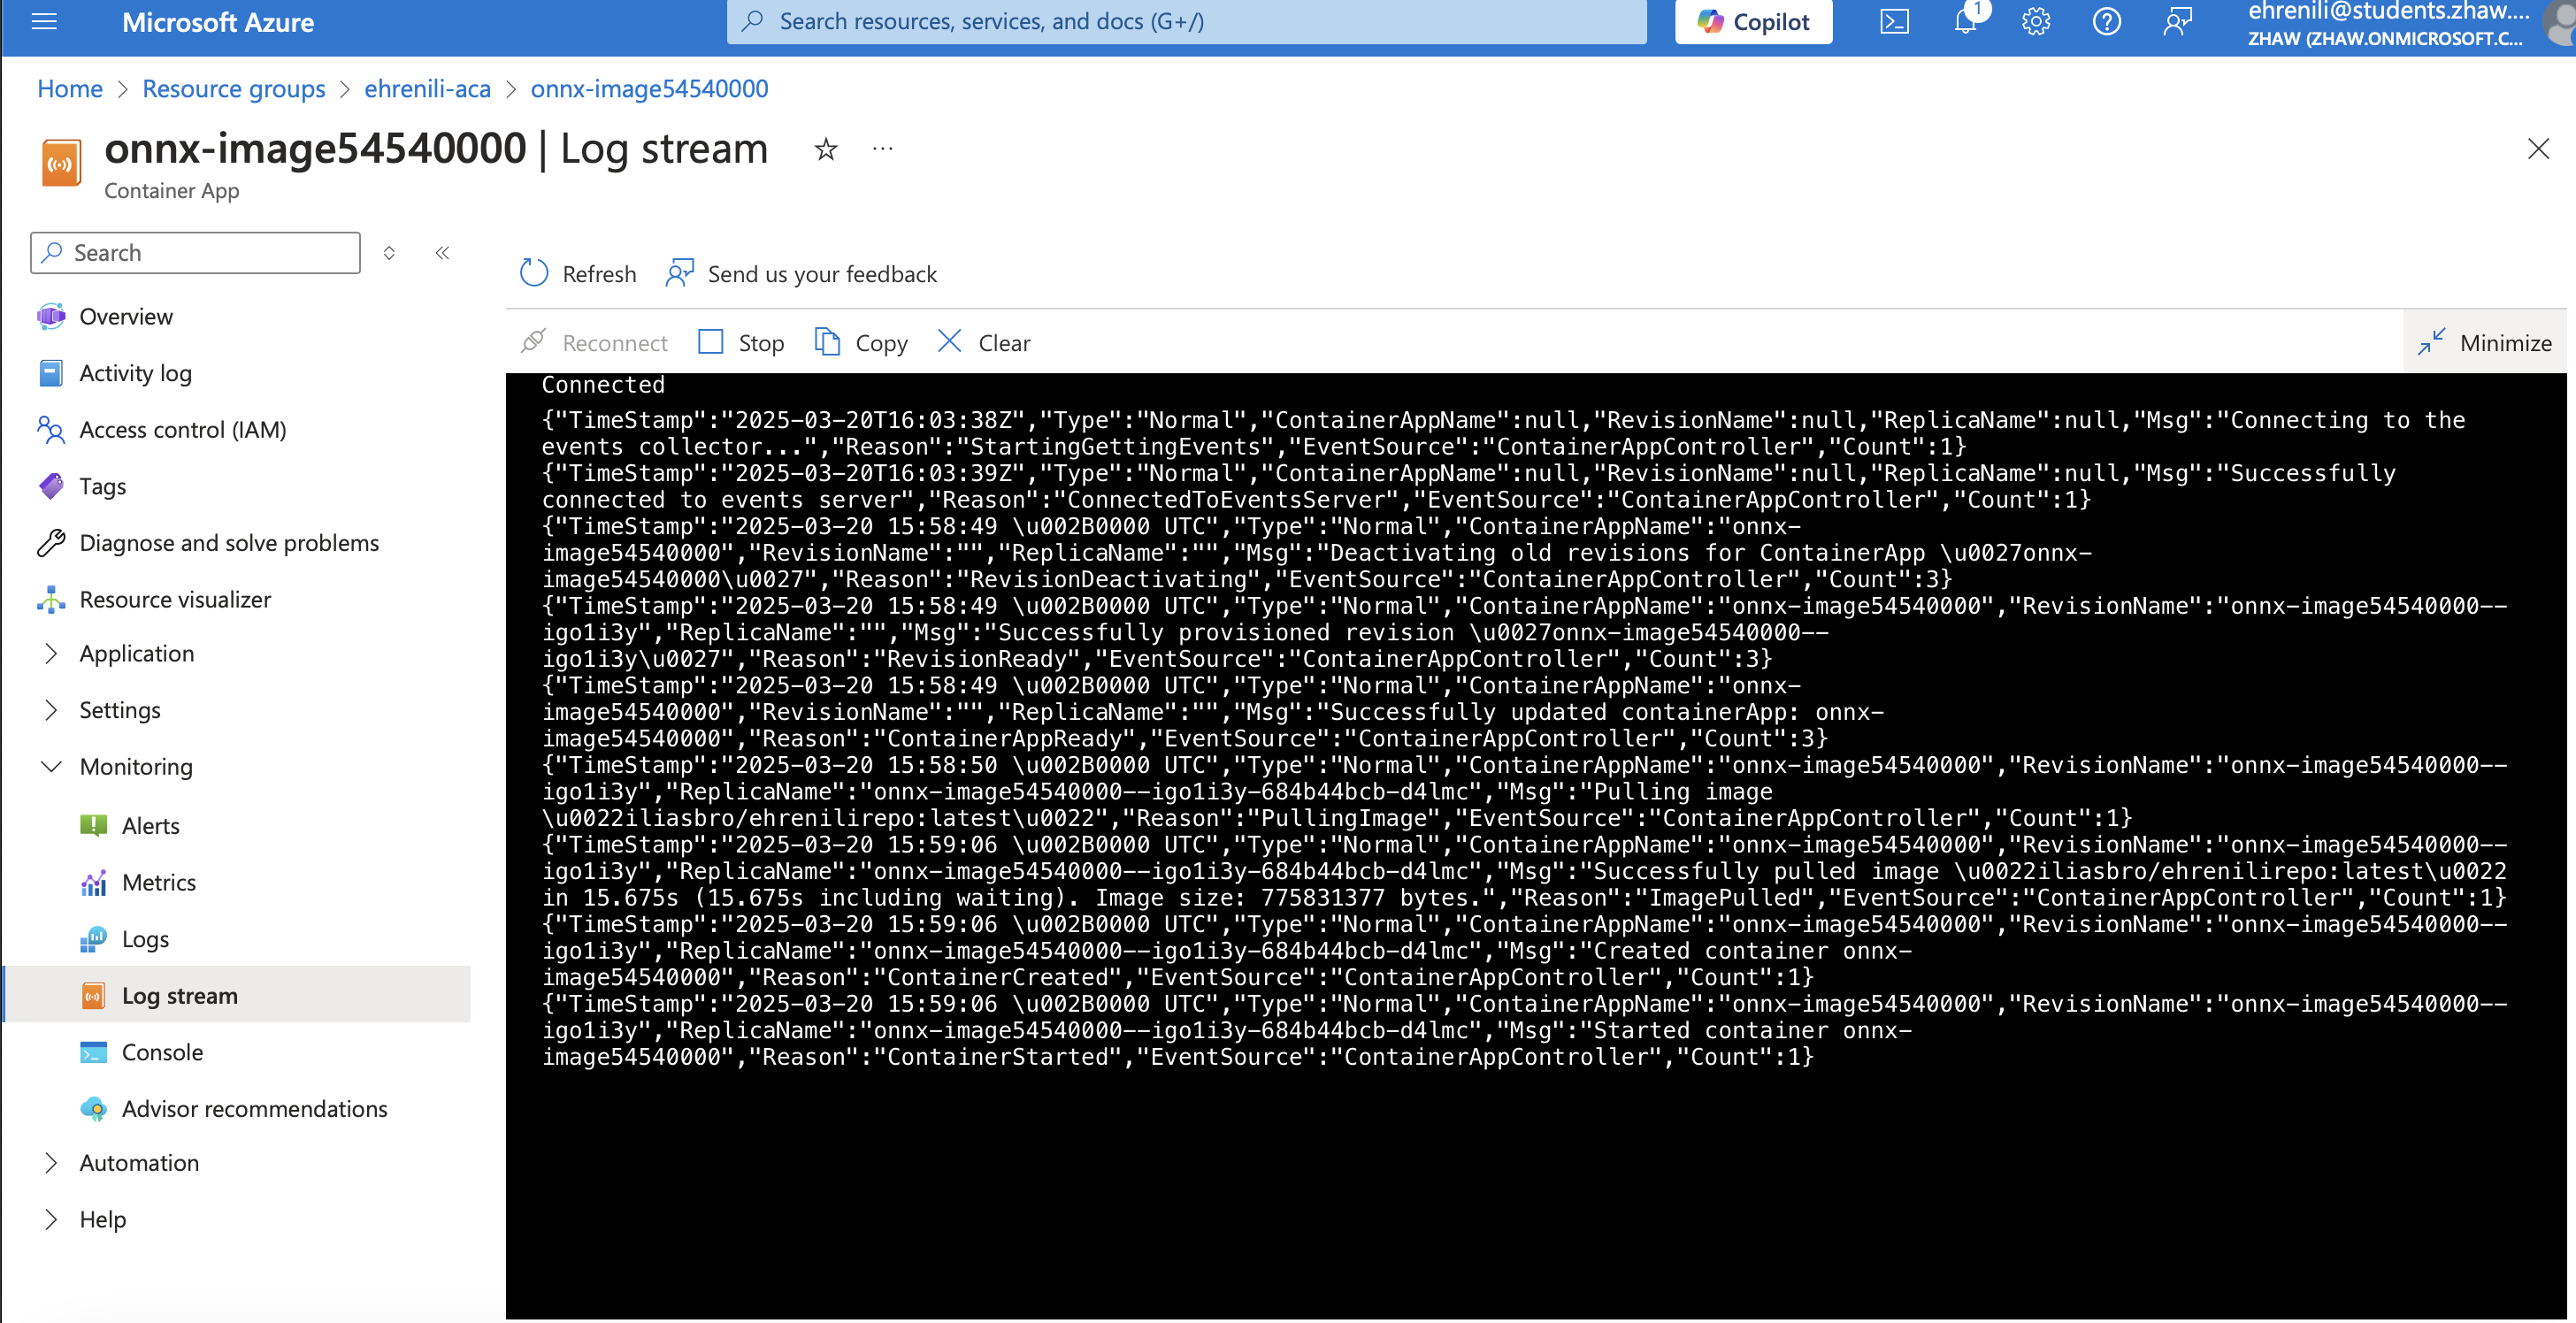 Microsoft Azure
Search resources, services, and docs (G+/)
Copilot
1
ehrenili@students.zhaw....
ZHAW (ZHAW.ONMICROSOFT.C...
Home > Resource groups > ehrenili-aca > onnx-image54540000
onnx-image54540000 | Log stream
Container App
Search
Overview
Activity log
Access control (IAM)
Tags
Diagnose and solve problems
Resource visualizer
Application
Settings
Monitoring
Alerts
Metrics
Logs
Log stream
Console
Advisor recommendations
Automation
Help
Refresh
Send us your feedback
Reconnect
Stop
Copy
Clear
Minimize
Connected
{"TimeStamp":"2025-03-20T16:03:38Z","Type":"Normal","ContainerAppName":null,"RevisionName":null,"ReplicaName":null,"Msg":"Connecting to the
events collector...","Reason":"StartingGettingEvents","EventSource":"ContainerAppController","Count":1}
{"TimeStamp":"2025-03-20T16:03:39Z","Type":"Normal","ContainerAppName":null,"RevisionName":null,"ReplicaName":null,"Msg":"Successfully
connected to events server","Reason":"ConnectedToEventsServer","EventSource":"ContainerAppController","Count":1}
{"TimeStamp":"2025-03-20 15:58:49 \u002B0000 UTC","Type":"Normal","ContainerAppName":"onnx-
image54540000","RevisionName":"","ReplicaName":"","Msg":"Deactivating old revisions for ContainerApp \u0027onnx-
image54540000\u0027","Reason":"RevisionDeactivating","EventSource":"ContainerAppController","Count":3}
{"TimeStamp":"2025-03-20 15:58:49 \u002B0000 UTC","Type":"Normal","ContainerAppName":"onnx-image54540000","RevisionName":"onnx-image54540000--
igo1i3y","ReplicaName":"","Msg":"Successfully provisioned revision \u0027onnx-image54540000--
igo1i3y\u0027","Reason":"RevisionReady","EventSource":"ContainerAppController","Count":3}
{"TimeStamp":"2025-03-20 15:58:49 \u002B0000 UTC","Type":"Normal","ContainerAppName":"onnx-
image54540000","RevisionName":"","ReplicaName":"","Msg":"Successfully updated containerApp: onnx-
image54540000","Reason":"ContainerAppReady","EventSource":"ContainerAppController","Count":3}
{"TimeStamp":"2025-03-20 15:58:50 \u002B0000 UTC","Type":"Normal","ContainerAppName":"onnx-image54540000","RevisionName":"onnx-image54540000--
igo1i3y","ReplicaName":"onnx-image54540000--igo1i3y-684b44bcb-d4lmc","Msg":"Pulling image
\u0022iliasbro/ehrenilirepo:latest\u0022","Reason":"PullingImage","EventSource":"ContainerAppController","Count":1}
{"TimeStamp":"2025-03-20 15:59:06 \u002B0000 UTC","Type":"Normal","ContainerAppName":"onnx-image54540000","RevisionName":"onnx-image54540000--
igo1i3y","ReplicaName":"onnx-image54540000--igo1i3y-684b44bcb-d4lmc","Msg":"Successfully pulled image \u0022iliasbro/ehrenilirepo:latest\u0022
in 15.675s (15.675s including waiting). Image size: 775831377 bytes.","Reason":"ImagePulled","EventSource":"ContainerAppController","Count":1}
{"TimeStamp":"2025-03-20 15:59:06 \u002B0000 UTC","Type":"Normal","ContainerAppName":"onnx-image54540000","RevisionName":"onnx-image54540000--
igo1i3y","ReplicaName":"onnx-image54540000--igo1i3y-684b44bcb-d4lmc","Msg":"Created container onnx-
image54540000","Reason":"ContainerCreated","EventSource":"ContainerAppController","Count":1}
{"TimeStamp":"2025-03-20 15:59:06 \u002B0000 UTC","Type":"Normal","ContainerAppName":"onnx-image54540000","RevisionName":"onnx-image54540000--
igo1i3y","ReplicaName":"onnx-image54540000--igo1i3y-684b44bcb-d4lmc","Msg":"Started container onnx-
image54540000","Reason":"ContainerStarted","EventSource":"ContainerAppController","Count":1}